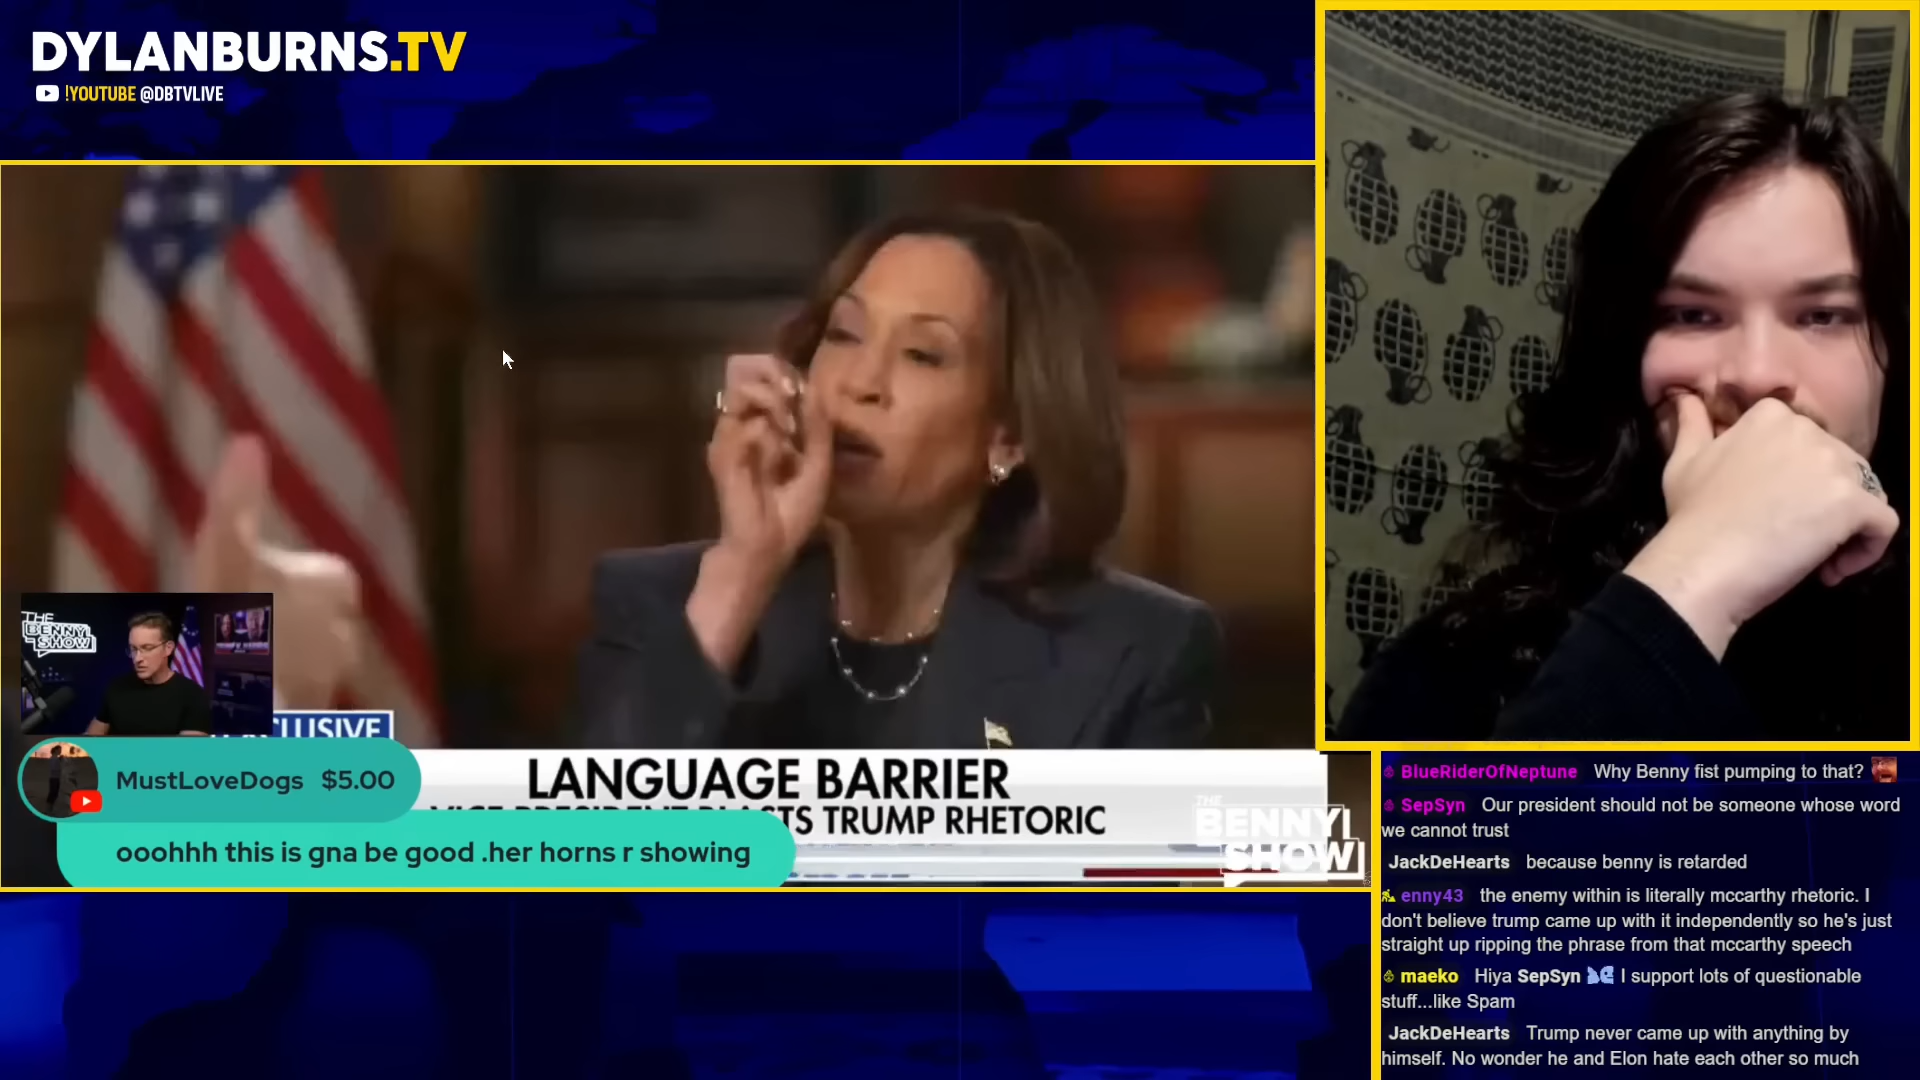 DYLANBURNS.TV
!YOUTUBE @DBTVLIVE
THE
BENNY
SHOW
MustLoveDogs $5.00
ooohhh this is gna be good .her horns r showing
LANGUAGE BARRIER
TRUMP RHETORIC
THE
BENNY
SHOW
BlueRiderOfNeptune Why Benny fist pumping to that?
SepSyn Our president should not be someone whose word
we cannot trust
JackDeHearts because benny is retarded
enny43 the enemy within is literally mccarthy rhetoric. I
don't believe trump came up with it independently so he's just
straight up ripping the phrase from that mccarthy speech
maeko Hiya SepSyn I support lots of questionable
stuff...like Spam
JackDeHearts Trump never came up with anything by
himself. No wonder he and Elon hate each other so much